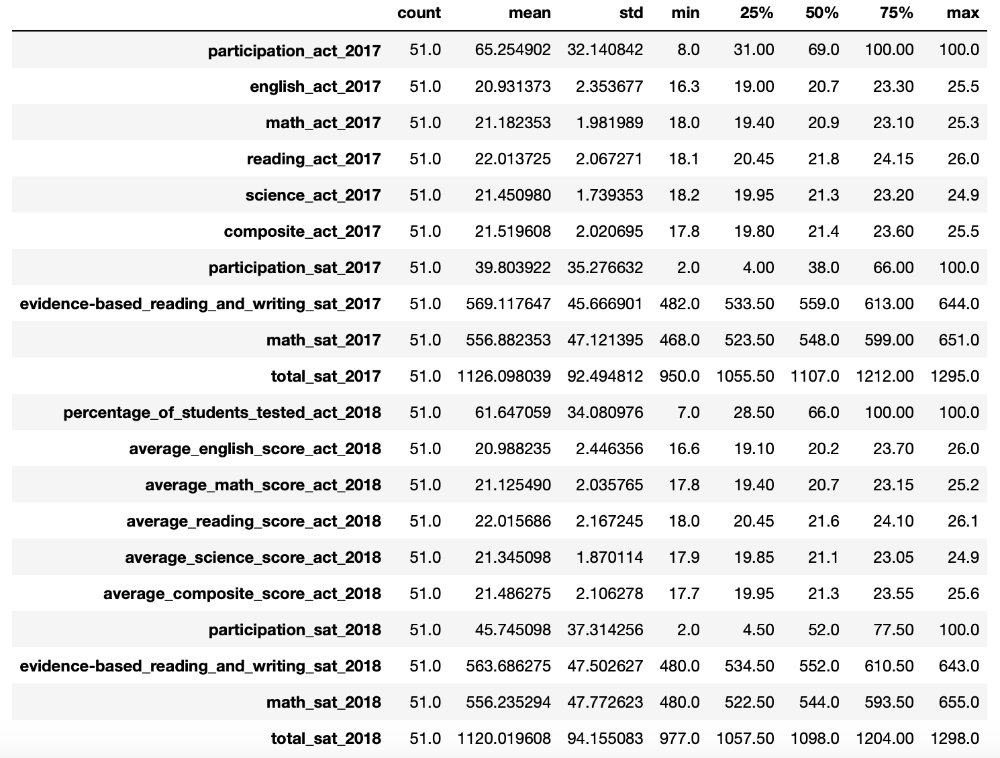 count mean std min 25% 50% 75% max
participation_act_2017 51.0 65.254902 32.140842 8.0 31.00 69.0 100.00 100.0
english_act_2017 51.0 20.931373 2.353677 16.3 19.00 20.7 23.30 25.5
math_act_2017 51.0 21.182353 1.981989 18.0 19.40 20.9 23.10 25.3
reading_act_2017 51.0 22.013725 2.067271 18.1 20.45 21.8 24.15 26.0
science_act_2017 51.0 21.450980 1.739353 18.2 19.95 21.3 23.20 24.9
composite_act_2017 51.0 21.519608 2.020695 17.8 19.80 21.4 23.60 25.5
participation_sat_2017 51.0 39.803922 35.276632 2.0 4.00 38.0 66.00 100.0
evidence-based_reading_and_writing_sat_2017 51.0 569.117647 45.666901 482.0 533.50 559.0 613.00 644.0
math_sat_2017 51.0 556.882353 47.121395 468.0 523.50 548.0 599.00 651.0
total_sat_2017 51.0 1126.098039 92.494812 950.0 1055.50 1107.0 1212.00 1295.0
percentage_of_students_tested_act_2018 51.0 61.647059 34.080976 7.0 28.50 66.0 100.00 100.0
average_english_score_act_2018 51.0 20.988235 2.446356 16.6 19.10 20.2 23.70 26.0
average_math_score_act_2018 51.0 21.125490 2.035765 17.8 19.40 20.7 23.15 25.2
average_reading_score_act_2018 51.0 22.015686 2.167245 18.0 20.45 21.6 24.10 26.1
average_science_score_act_2018 51.0 21.345098 1.870114 17.9 19.85 21.1 23.05 24.9
average_composite_score_act_2018 51.0 21.486275 2.106278 17.7 19.95 21.3 23.55 25.6
participation_sat_2018 51.0 45.745098 37.314256 2.0 4.50 52.0 77.50 100.0
evidence-based_reading_and_writing_sat_2018 51.0 563.686275 47.502627 480.0 534.50 552.0 610.50 643.0
math_sat_2018 51.0 556.235294 47.772623 480.0 522.50 544.0 593.50 655.0
total_sat_2018 51.0 1120.019608 94.155083 977.0 1057.50 1098.0 1204.00 1298.0